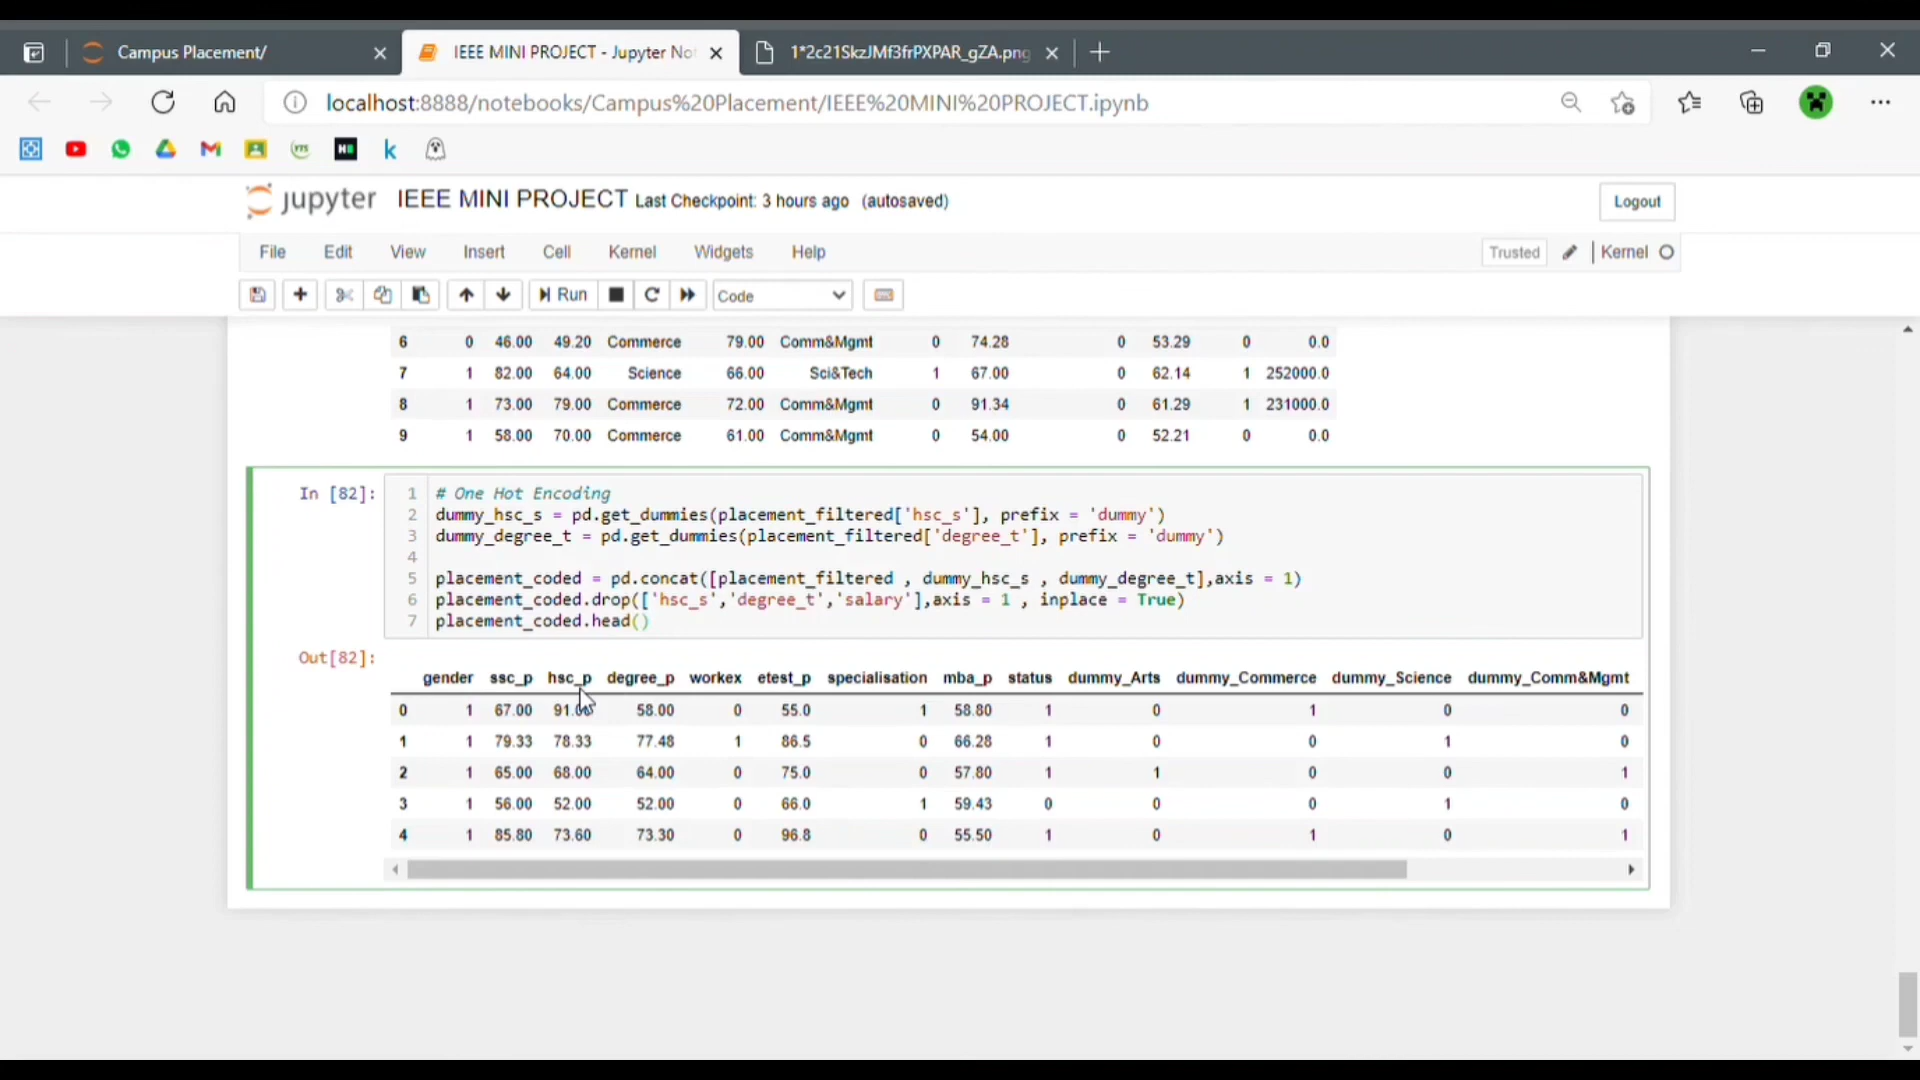 Campus Placement/
IEEE MINI PROJECT - Jupyter No
1*2c21SkzJMf3frPXPAR_gZA.png
localhost:8888/notebooks/Campus%20Placement/IEEE%20MINI%20PROJECT.ipynb
jupyter IEEE MINI PROJECT Last Checkpoint: 3 hours ago (autosaved)
Logout
File Edit View Insert Cell Kernel Widgets Help
Trusted Kernel
Run Code
6 0 46.00 49.20 Commerce 79.00 Comm&Mgmt 0 74.28 0 53.29 0 0.0
7 1 82.00 64.00 Science 66.00 Sci&Tech 1 67.00 0 62.14 1 252000.0
8 1 73.00 79.00 Commerce 72.00 Comm&Mgmt 0 91.34 0 61.29 1 231000.0
9 1 58.00 70.00 Commerce 61.00 Comm&Mgmt 0 54.00 0 52.21 0 0.0
In [82]:
1 # One Hot Encoding
2 dummy_hsc_s = pd.get_dummies(placement_filtered['hsc_s'], prefix = 'dummy')
3 dummy_degree_t = pd.get_dummies(placement_filtered['degree_t'], prefix = 'dummy')
4
5 placement_coded = pd.concat([placement_filtered , dummy_hsc_s , dummy_degree_t],axis = 1)
6 placement_coded.drop(['hsc_s','degree_t','salary'],axis = 1 , inplace = True)
7 placement_coded.head()
Out[82]:
gender ssc_p hsc_p degree_p workex etest_p specialisation mba_p status dummy_Arts dummy_Commerce dummy_Science dummy_Comm&Mgmt
0 1 67.00 91.00 58.00 0 55.0 1 58.80 1 0 1 0 0
1 1 79.33 78.33 77.48 1 86.5 0 66.28 1 0 0 1 0
2 1 65.00 68.00 64.00 0 75.0 0 57.80 1 1 0 0 1
3 1 56.00 52.00 52.00 0 66.0 1 59.43 0 0 0 1 0
4 1 85.80 73.60 73.30 0 96.8 0 55.50 1 0 1 0 1